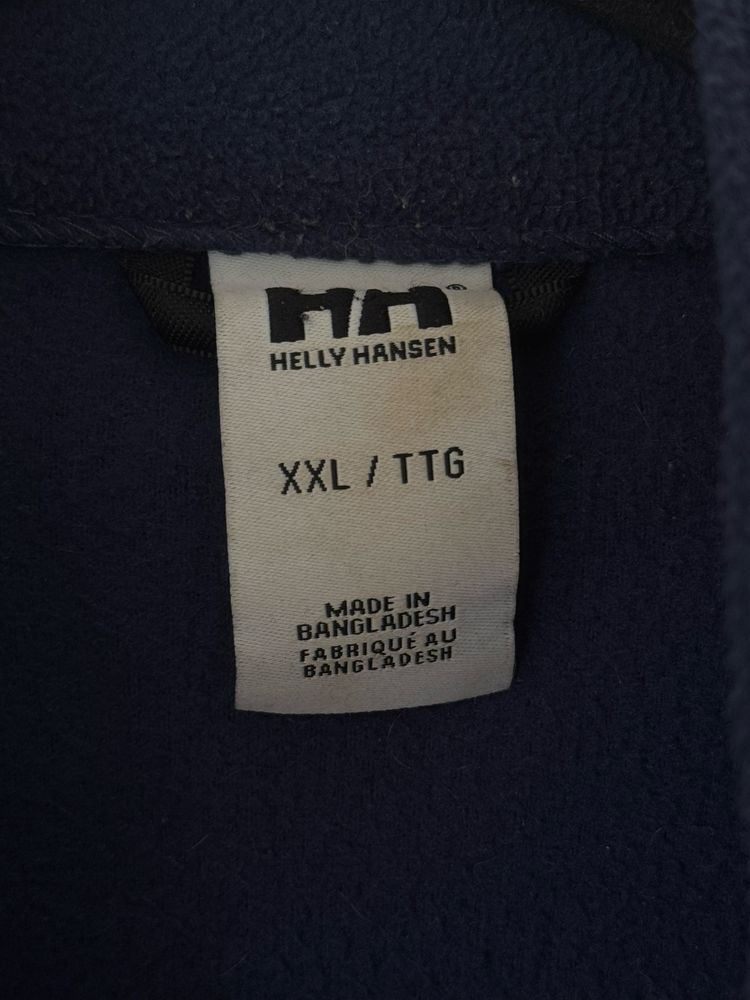 HH®
HELLY HANSEN
XXL / TTG
MADE IN
BANGLADESH
FABRIQUÉ AU
BANGLADESH